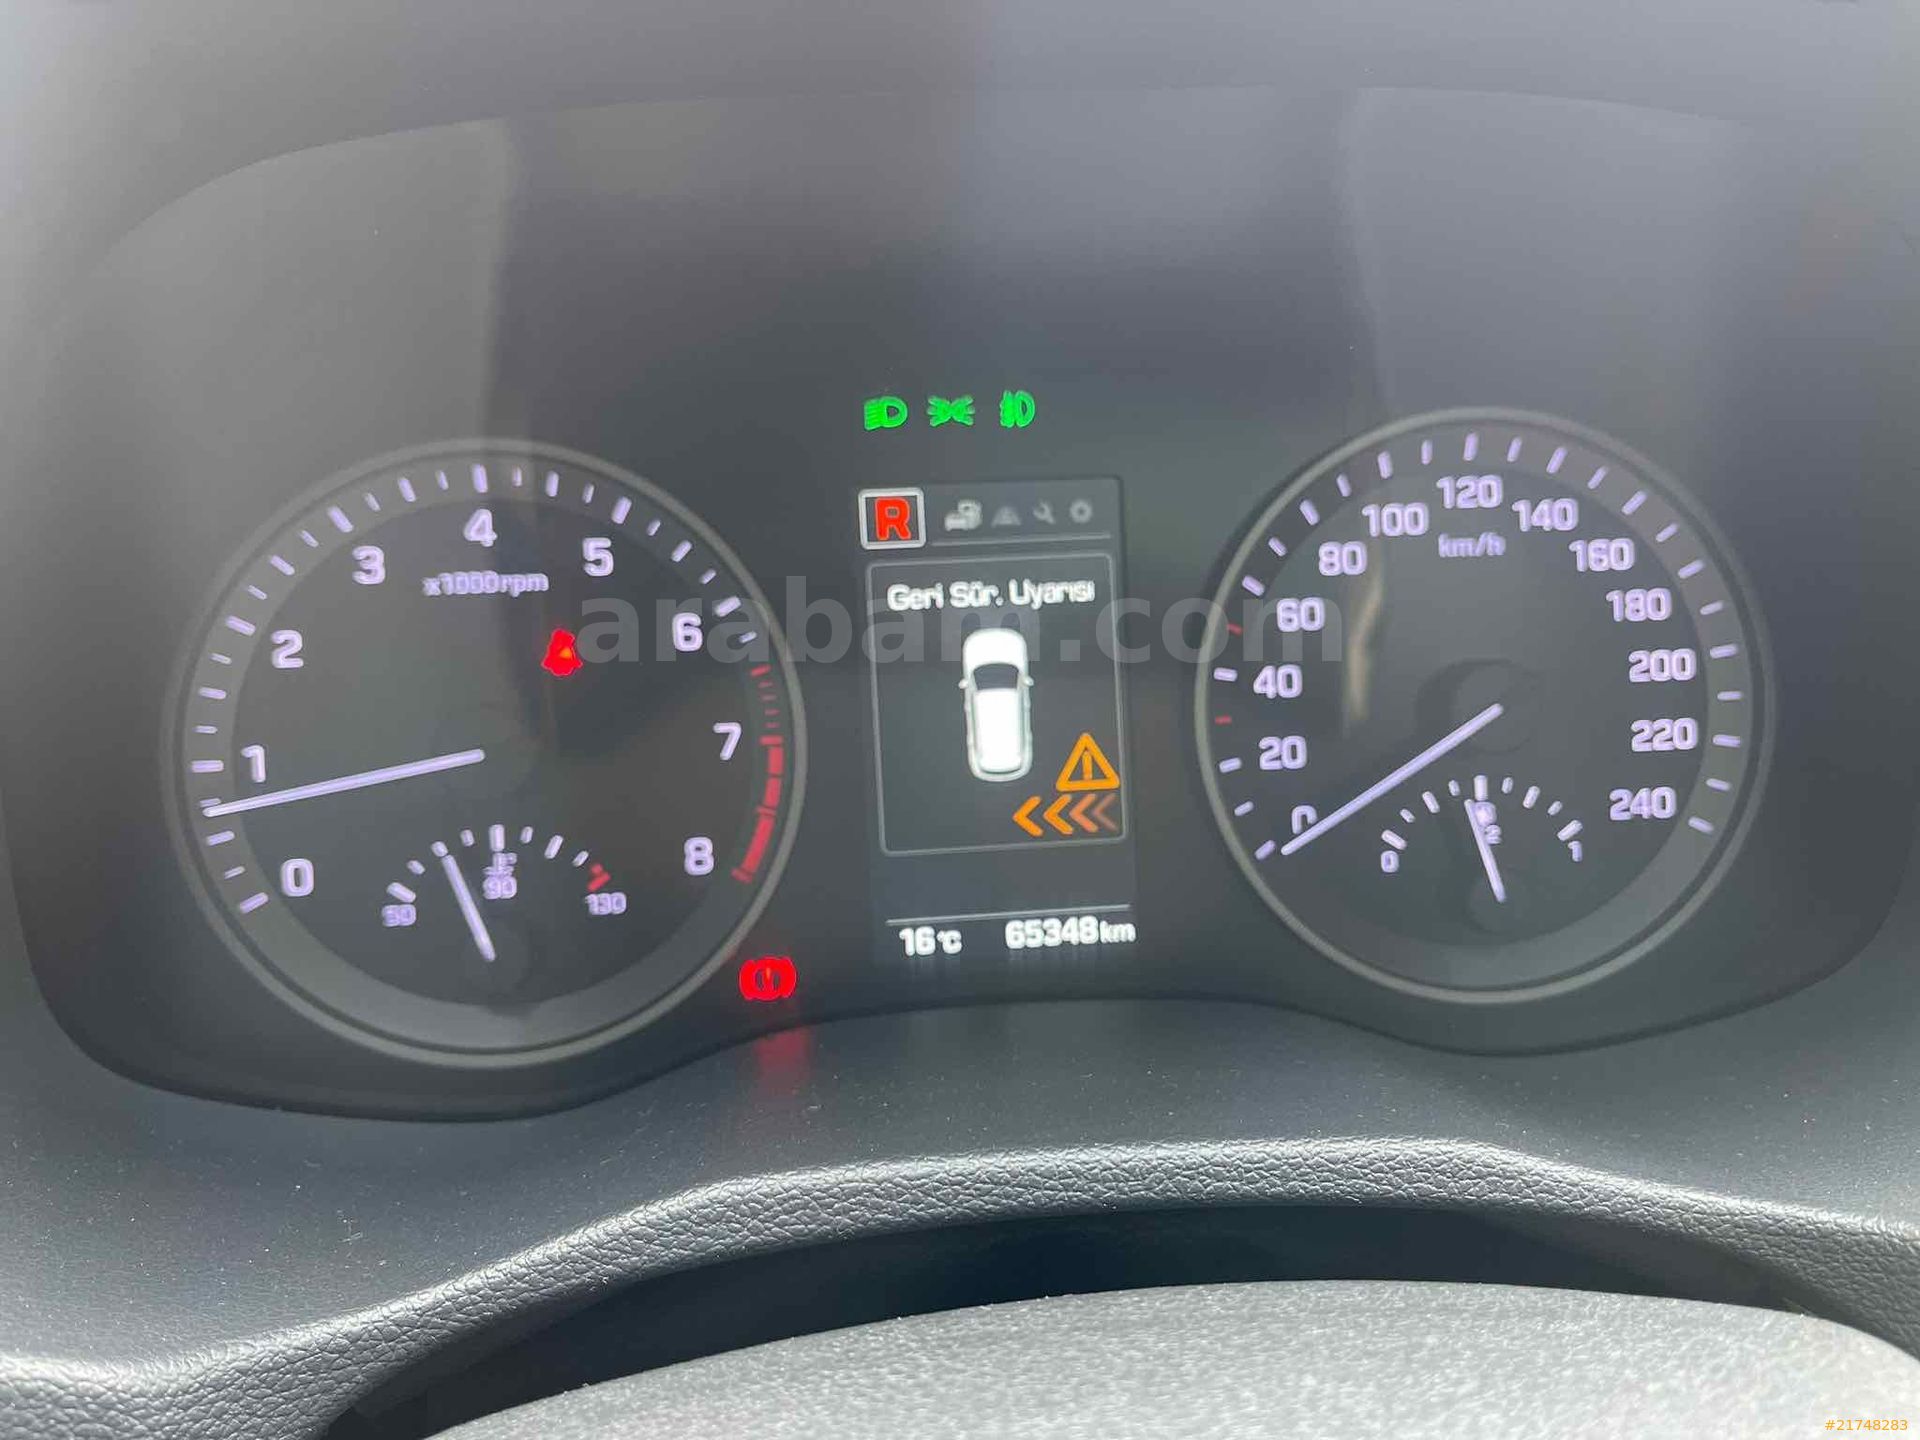 R
Geri Sür. Uyarısı
16°C 65348km
0 1 2 3 4 5 6 7 8
x1000rpm
50 90 130
0 20 40 60 80 100 120 140 160 180 200 220 240
km/h
0 1
arabam.com
#21748283